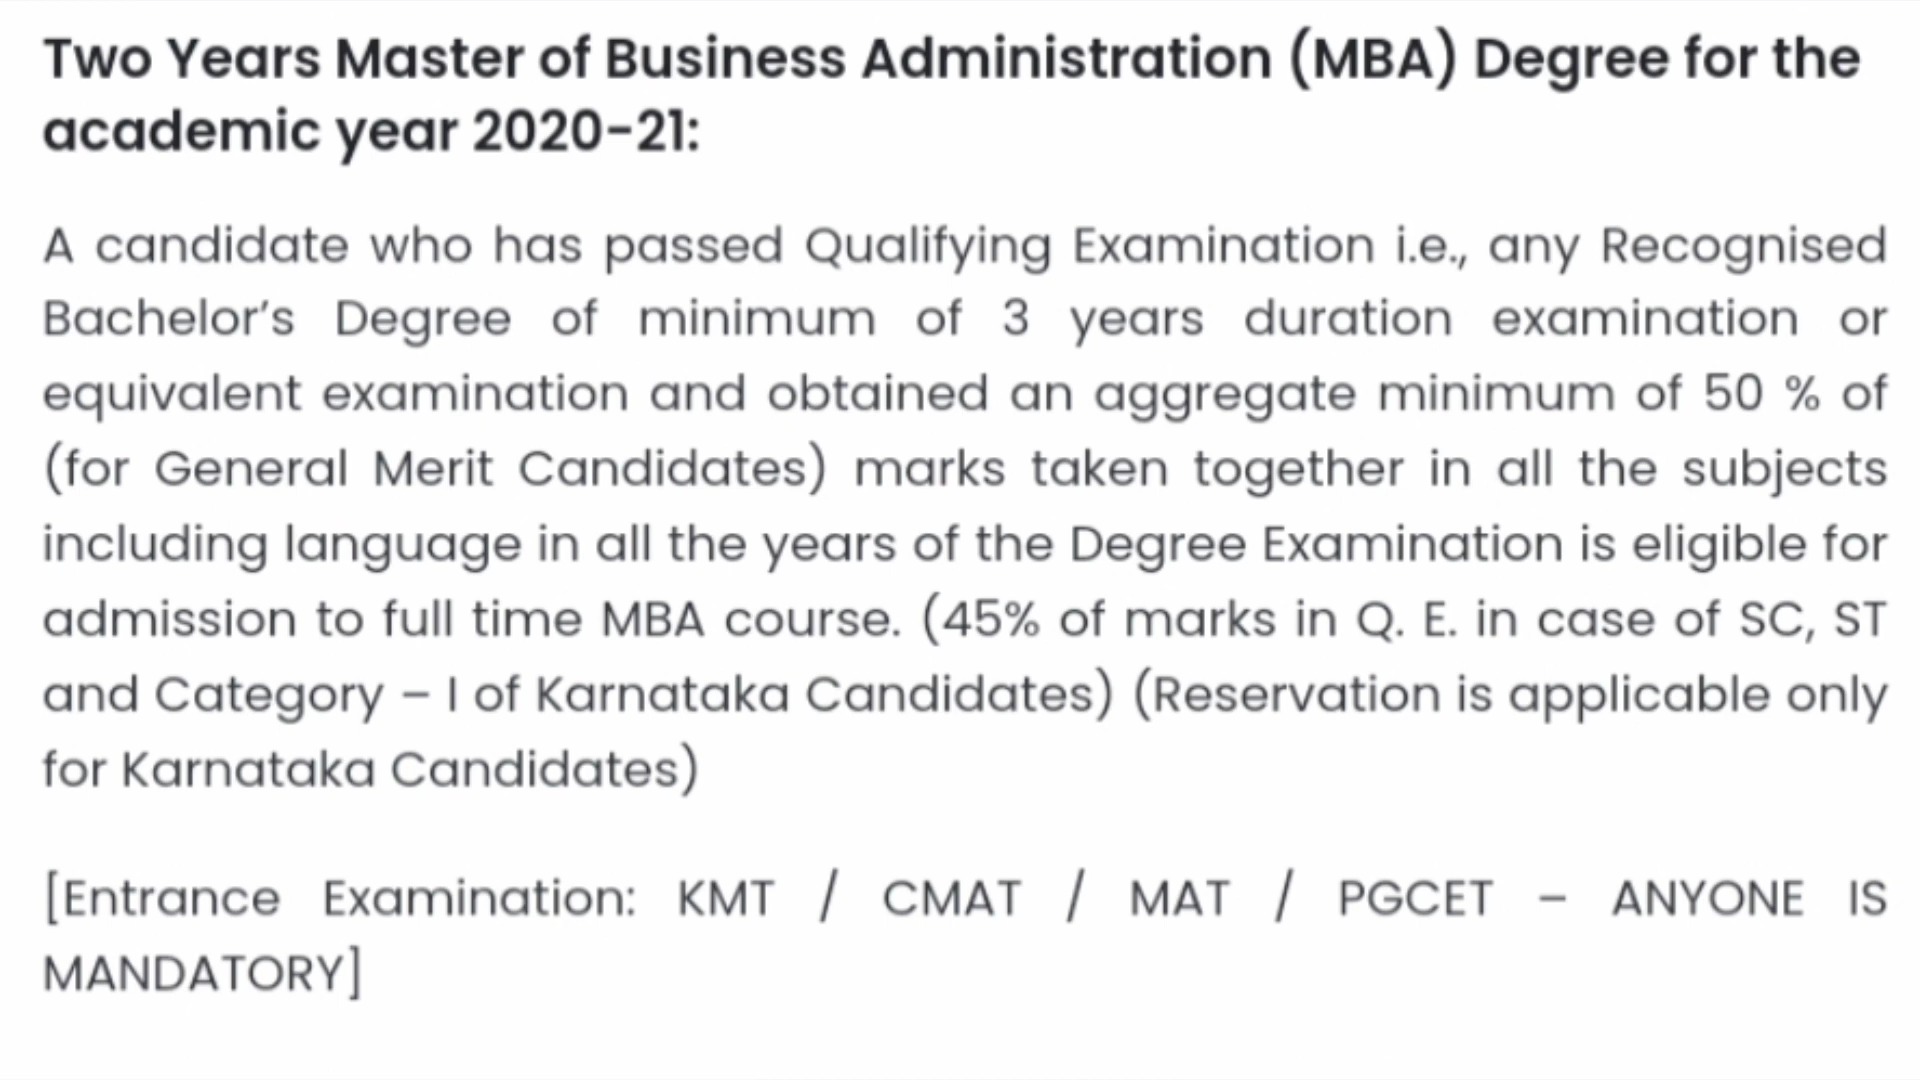 Two Years Master of Business Administration (MBA) Degree for the
academic year 2020-21:
A candidate who has passed Qualifying Examination i.e., any Recognised
Bachelor's Degree of minimum of 3 years duration examination or
equivalent examination and obtained an aggregate minimum of 50 % of
(for General Merit Candidates) marks taken together in all the subjects
including language in all the years of the Degree Examination is eligible for
admission to full time MBA course. (45% of marks in Q. E. in case of SC, ST
and Category – I of Karnataka Candidates) (Reservation is applicable only
for Karnataka Candidates)
[Entrance Examination: KMT / CMAT / MAT / PGCET – ANYONE IS
MANDATORY]